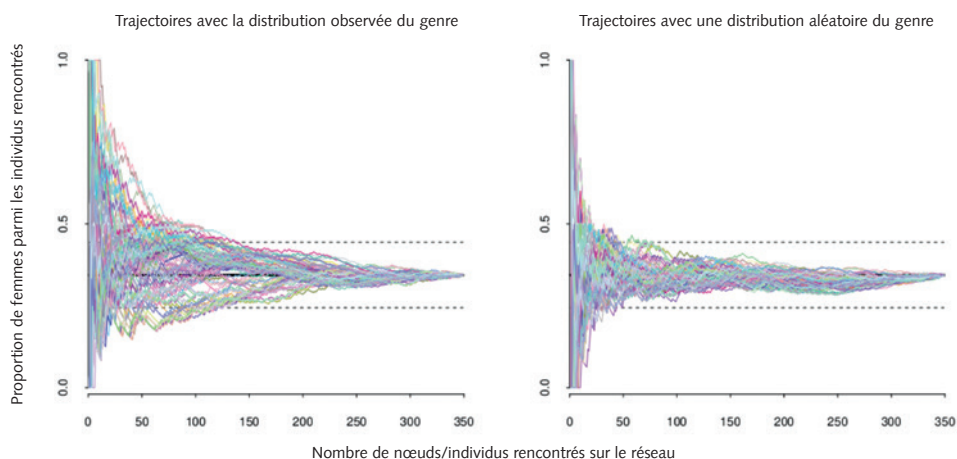 Trajectoires avec la distribution observée du genre
Trajectoires avec une distribution aléatoire du genre
Proportion de femmes parmi les individus rencontrés
1.0
0.5
0.0
0 50 100 150 200 250 300 350
1.0
0.5
0.0
0 50 100 150 200 250 300 350
Nombre de nœuds/individus rencontrés sur le réseau